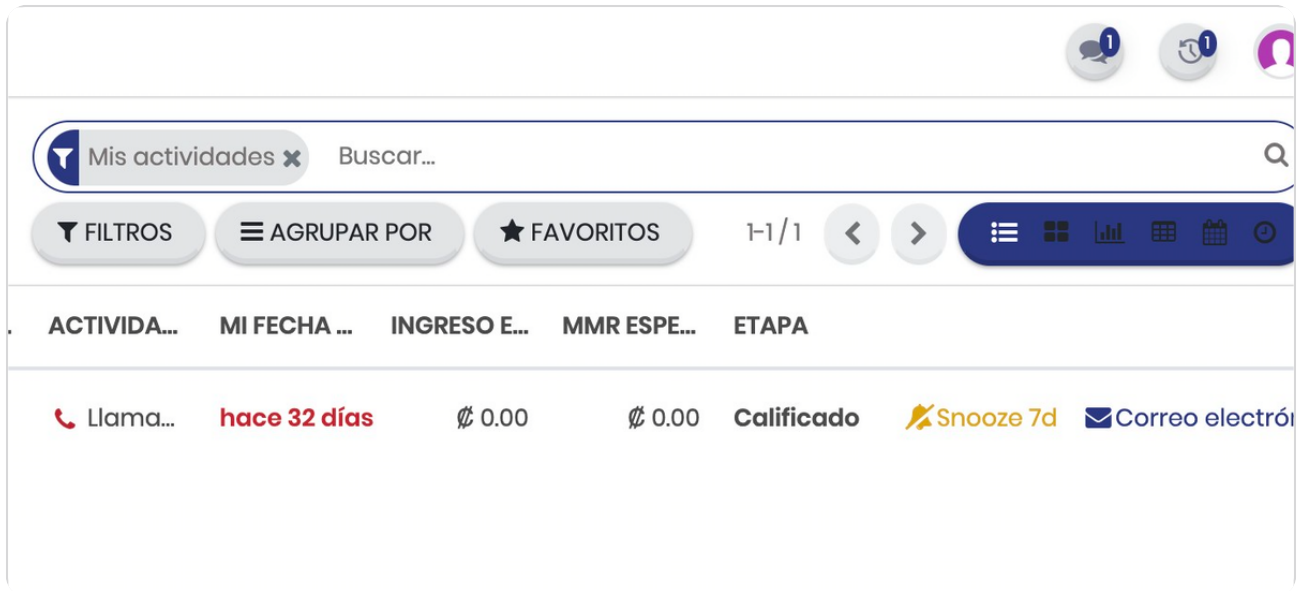 1 1
Mis actividades Buscar...
FILTROS AGRUPAR POR FAVORITOS 1-1 / 1
. ACTIVIDA... MI FECHA ... INGRESO E... MMR ESPE... ETAPA
Llama... hace 32 días ₡ 0.00 ₡ 0.00 Calificado Snooze 7d Correo electró